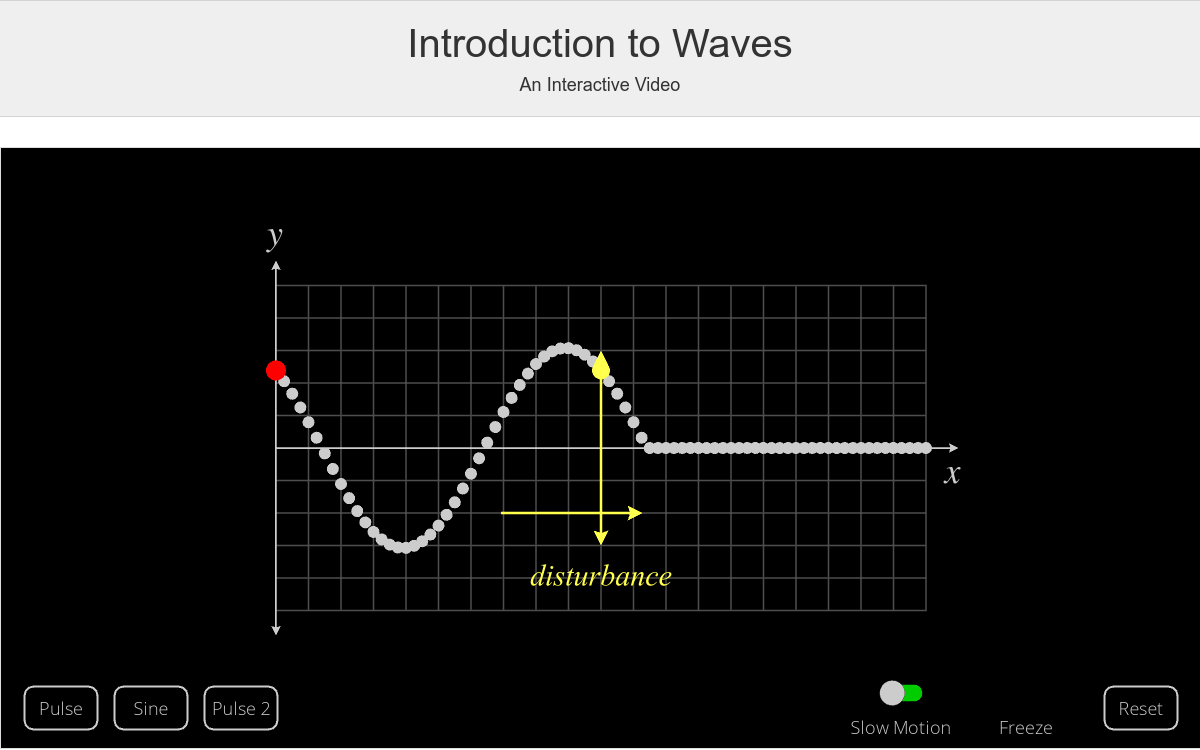 Introduction to Waves
An Interactive Video
y
x
disturbance
Pulse
Sine
Pulse 2
Slow Motion
Freeze
Reset